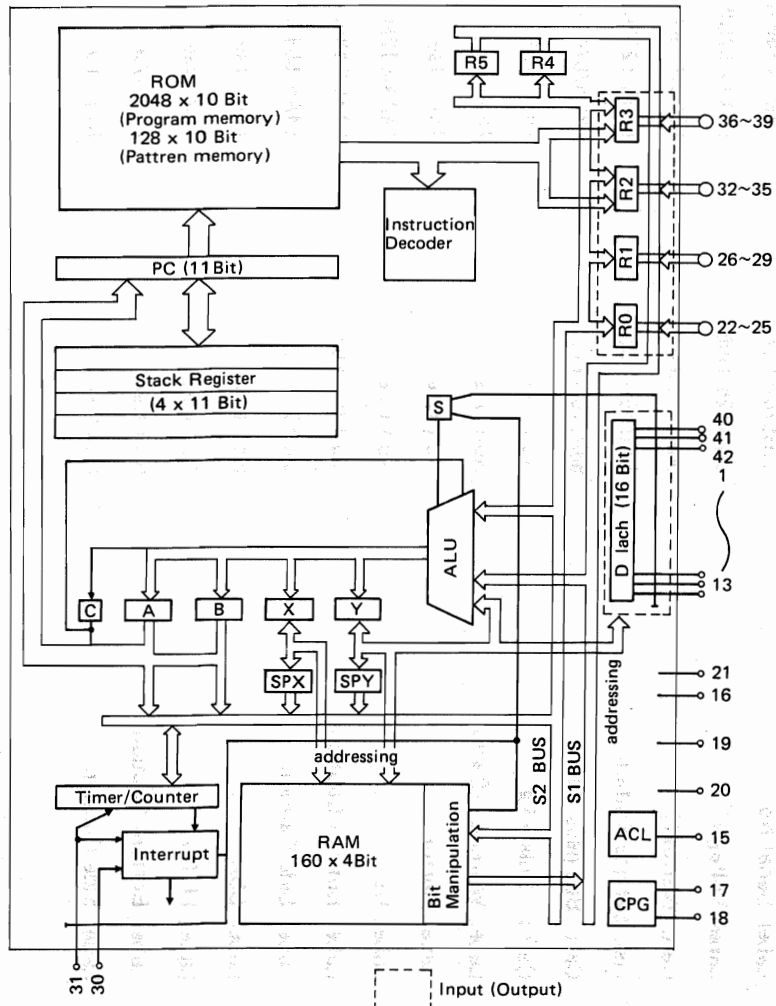 ROM
2048 x 10 Bit
(Program memory)
128 x 10 Bit
(Pattren memory)
R5
R4
R3
36~39
Instruction
Decoder
R2
32~35
PC (11Bit)
R1
26~29
R0
22~25
Stack Register
(4 x 11 Bit)
S
D lach (16 Bit)
40
41
42
1
13
ALU
C
A
B
X
Y
SPX
SPY
addressing
21
16
addressing
S2 BUS
S1 BUS
19
Timer/Counter
20
RAM
160 x 4Bit
Bit
Manipulation
Interrupt
ACL
15
CPG
17
18
31
30
Input (Output)